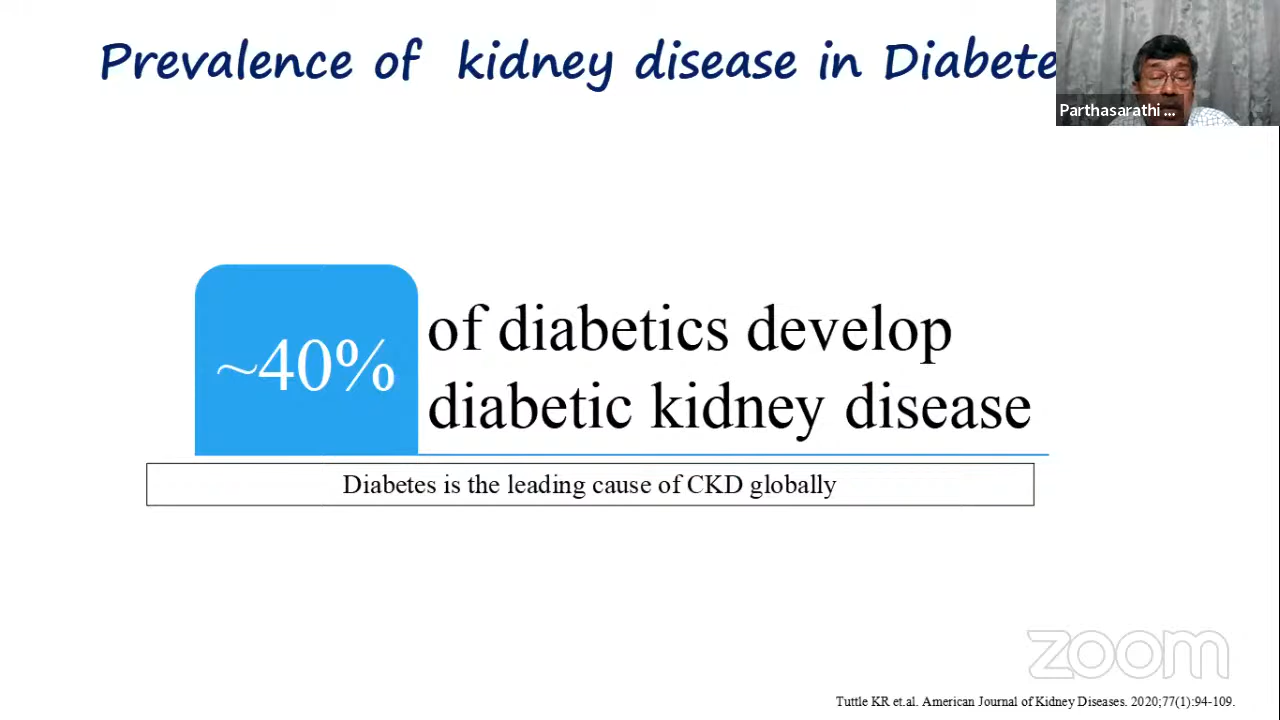 Prevalence of kidney disease in Diabete
Parthasarathi ...
~40%
of diabetics develop
diabetic kidney disease
Diabetes is the leading cause of CKD globally
zoom
Tuttle KR et.al. American Journal of Kidney Diseases. 2020;77(1):94-109.